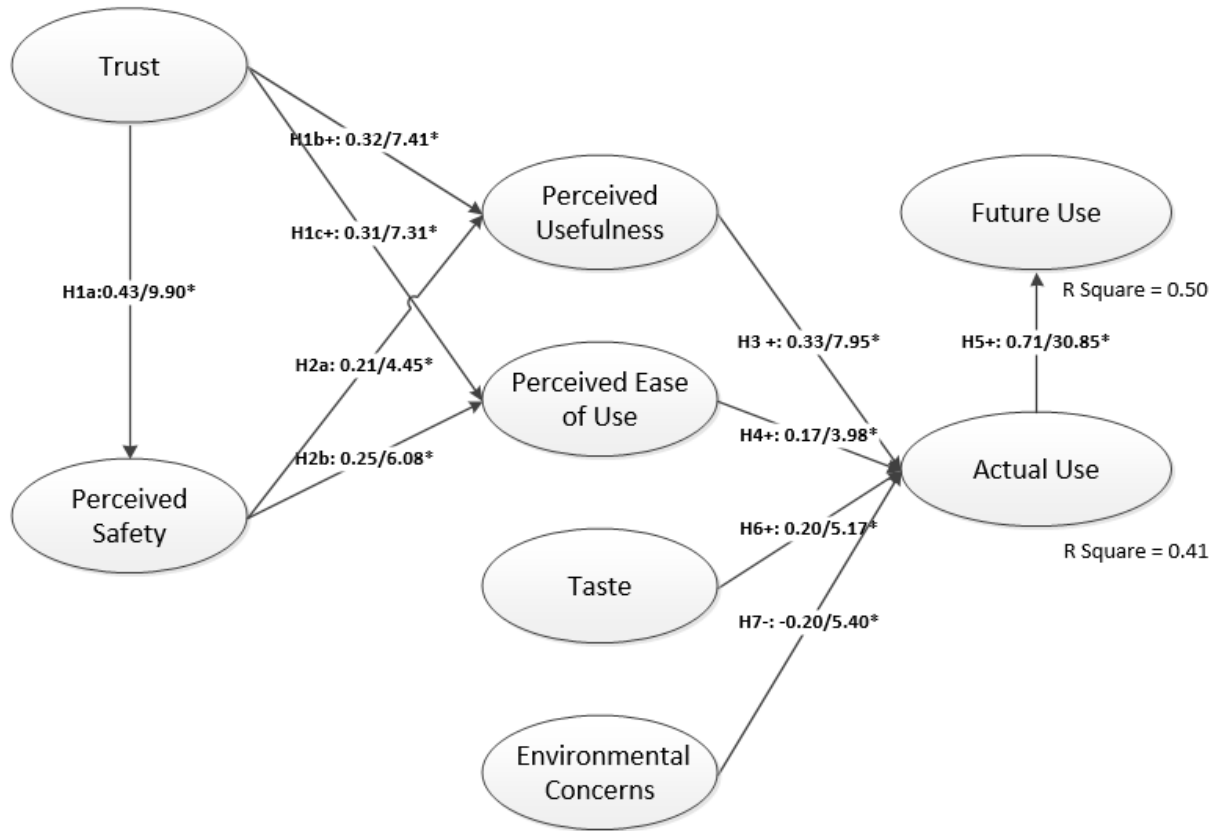 Trust
H1b+: 0.32/7.41*
Perceived
Usefulness
Future Use
H1c+: 0.31/7.31*
H1a:0.43/9.90*
R Square = 0.50
H3 +: 0.33/7.95*
H5+: 0.71/30.85*
H2a: 0.21/4.45*
Perceived Ease
of Use
H4+: 0.17/3.98*
H2b: 0.25/6.08*
Actual Use
Perceived
Safety
H6+: 0.20/5.17*
R Square = 0.41
Taste
H7-: -0.20/5.40*
Environmental
Concerns